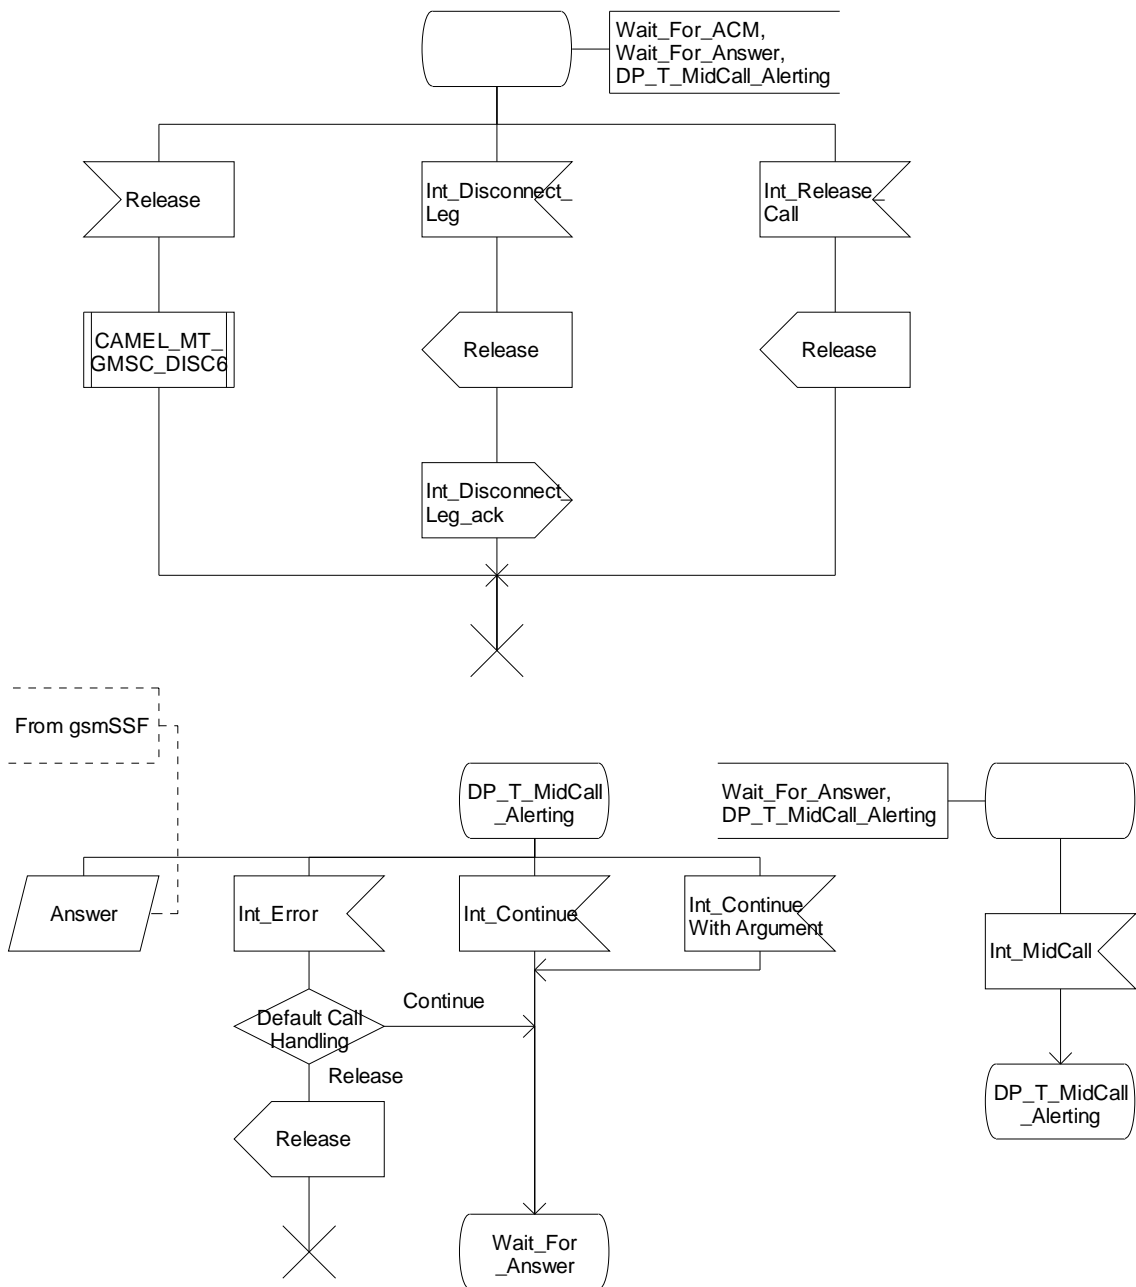 Wait_For_ACM,
Wait_For_Answer,
DP_T_MidCall_Alerting
Release
Int_Disconnect_
Leg
Int_Release_
Call
CAMEL_MT_
GMSC_DISC6
Release
Release
Int_Disconnect_
Leg_ack
From gsmSSF
DP_T_MidCall
_Alerting
Wait_For_Answer,
DP_T_MidCall_Alerting
Answer
Int_Error
Int_Continue
Int_Continue_
With Argument
Int_MidCall
Continue
Default Call
Handling
Release
DP_T_MidCall
_Alerting
Release
Wait_For
_Answer